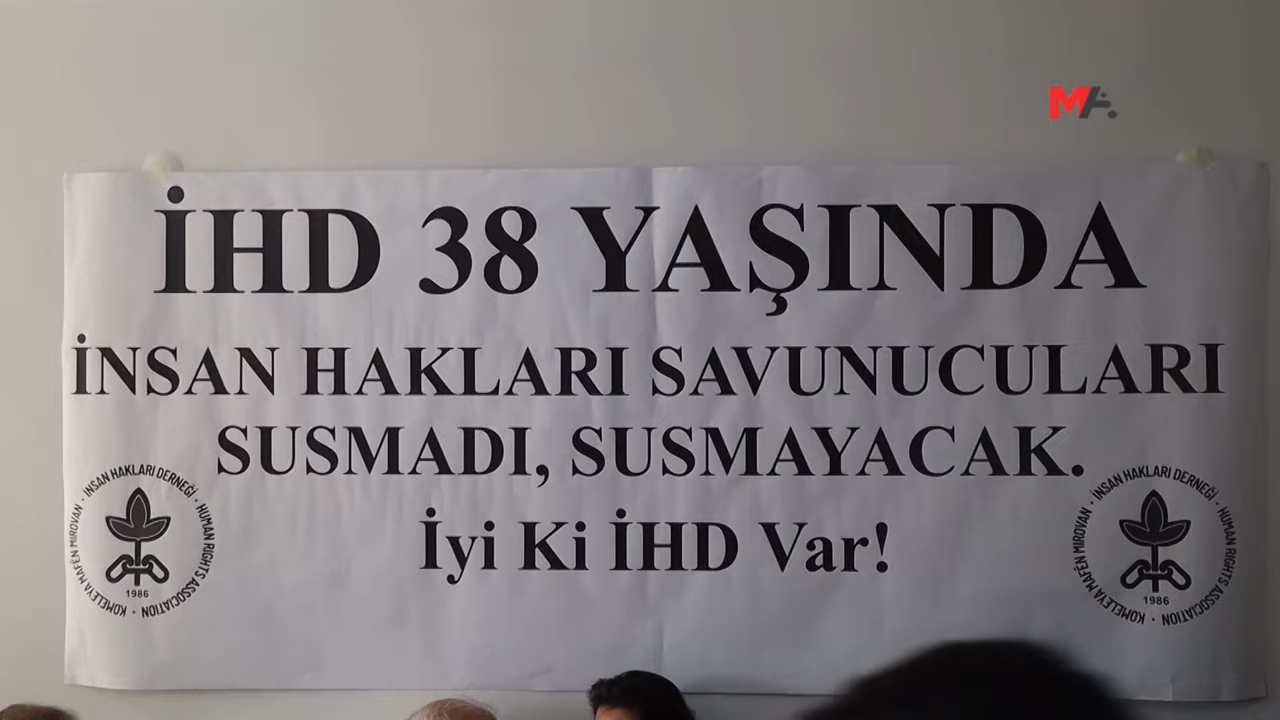 MA
İHD 38 YAŞINDA
İNSAN HAKLARI SAVUNUCULARI
SUSMADI, SUSMAYACAK.
İyi Ki İHD Var!
İNSAN HAKLARI DERNEĞİ · HUMAN RIGHTS ASSOCIATION · KOMELEYA MAFÊN MIROVAN ·
1986
İNSAN HAKLARI DERNEĞİ · HUMAN RIGHTS ASSOCIATION · KOMELEYA MAFÊN MIROVAN ·
1986